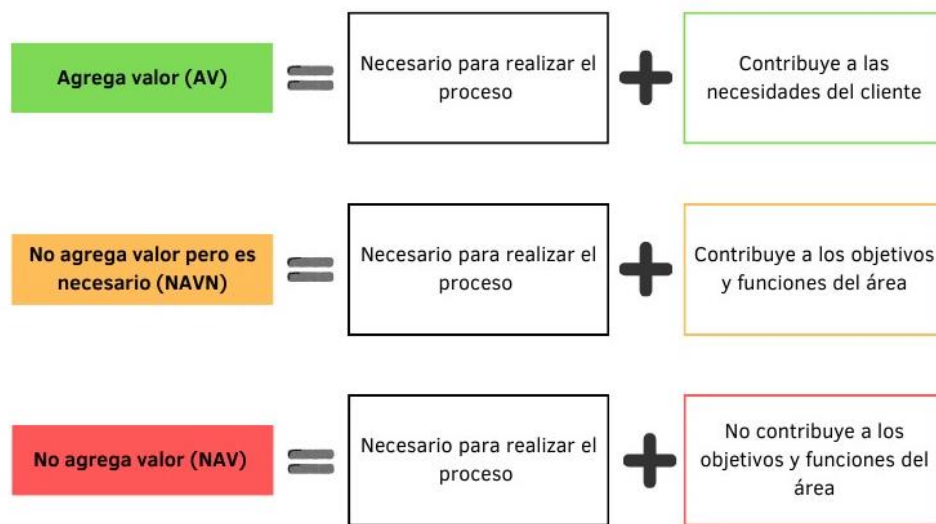 Agrega valor (AV)
Necesario para realizar el
proceso
Contribuye a las
necesidades del cliente
No agrega valor pero es
necesario (NAVN)
Necesario para realizar el
proceso
Contribuye a los objetivos
y funciones del área
No agrega valor (NAV)
Necesario para realizar el
proceso
No contribuye a los
objetivos y funciones del
área